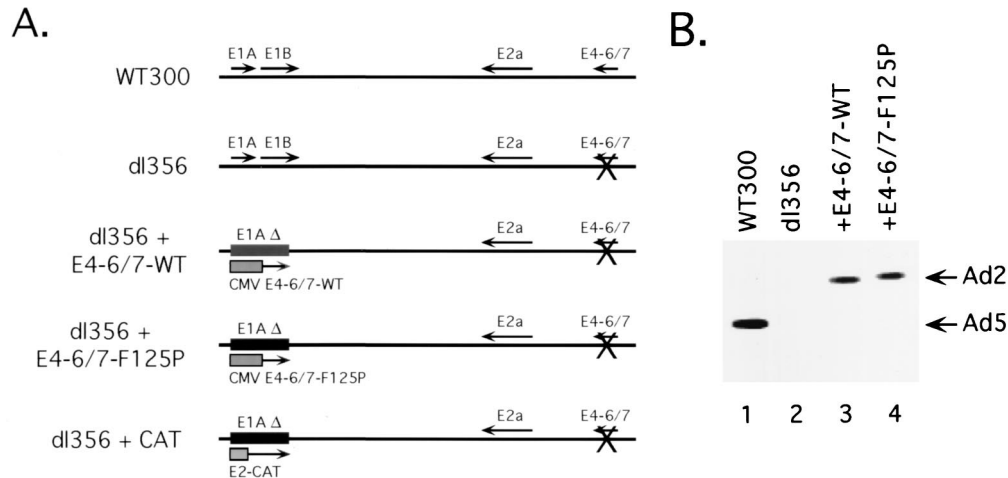 A.
E1A E1B E2a E4-6/7
WT300
E1A E1B E2a E4-6/7
dl356
X
dl356 +
E4-6/7-WT
E1A Δ E2a E4-6/7
X
CMV E4-6/7-WT
dl356 +
E4-6/7-F125P
E1A Δ E2a E4-6/7
X
CMV E4-6/7-F125P
dl356 + CAT
E1A Δ E2a E4-6/7
X
E2-CAT
B.
WT300
dl356
+E4-6/7-WT
+E4-6/7-F125P
Ad2
Ad5
1 2 3 4